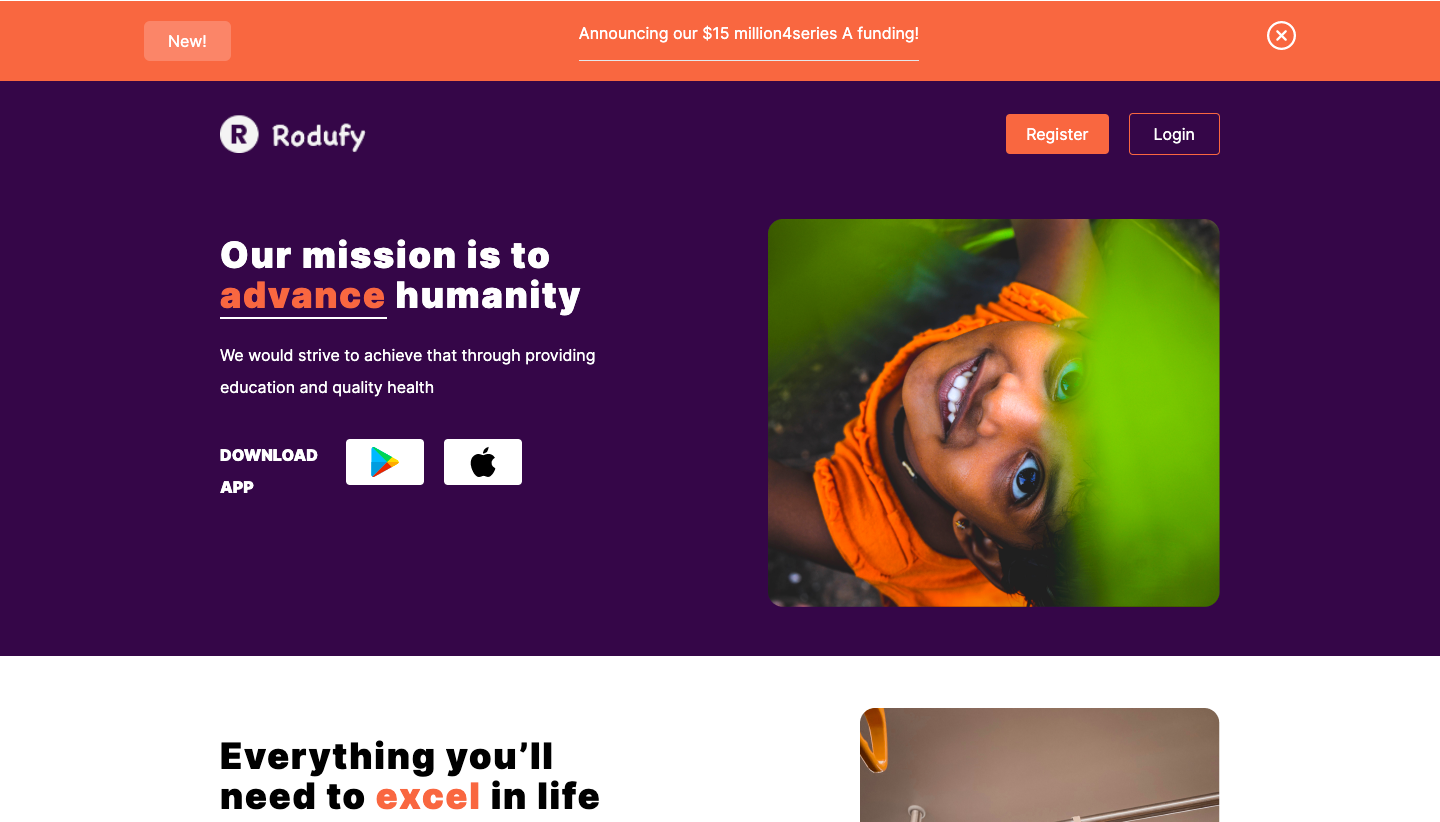 New!
Announcing our $15 million4series A funding!
R Rodufy
Register
Login
Our mission is to
advance humanity
We would strive to achieve that through providing
education and quality health
DOWNLOAD
APP
Everything you’ll
need to excel in life